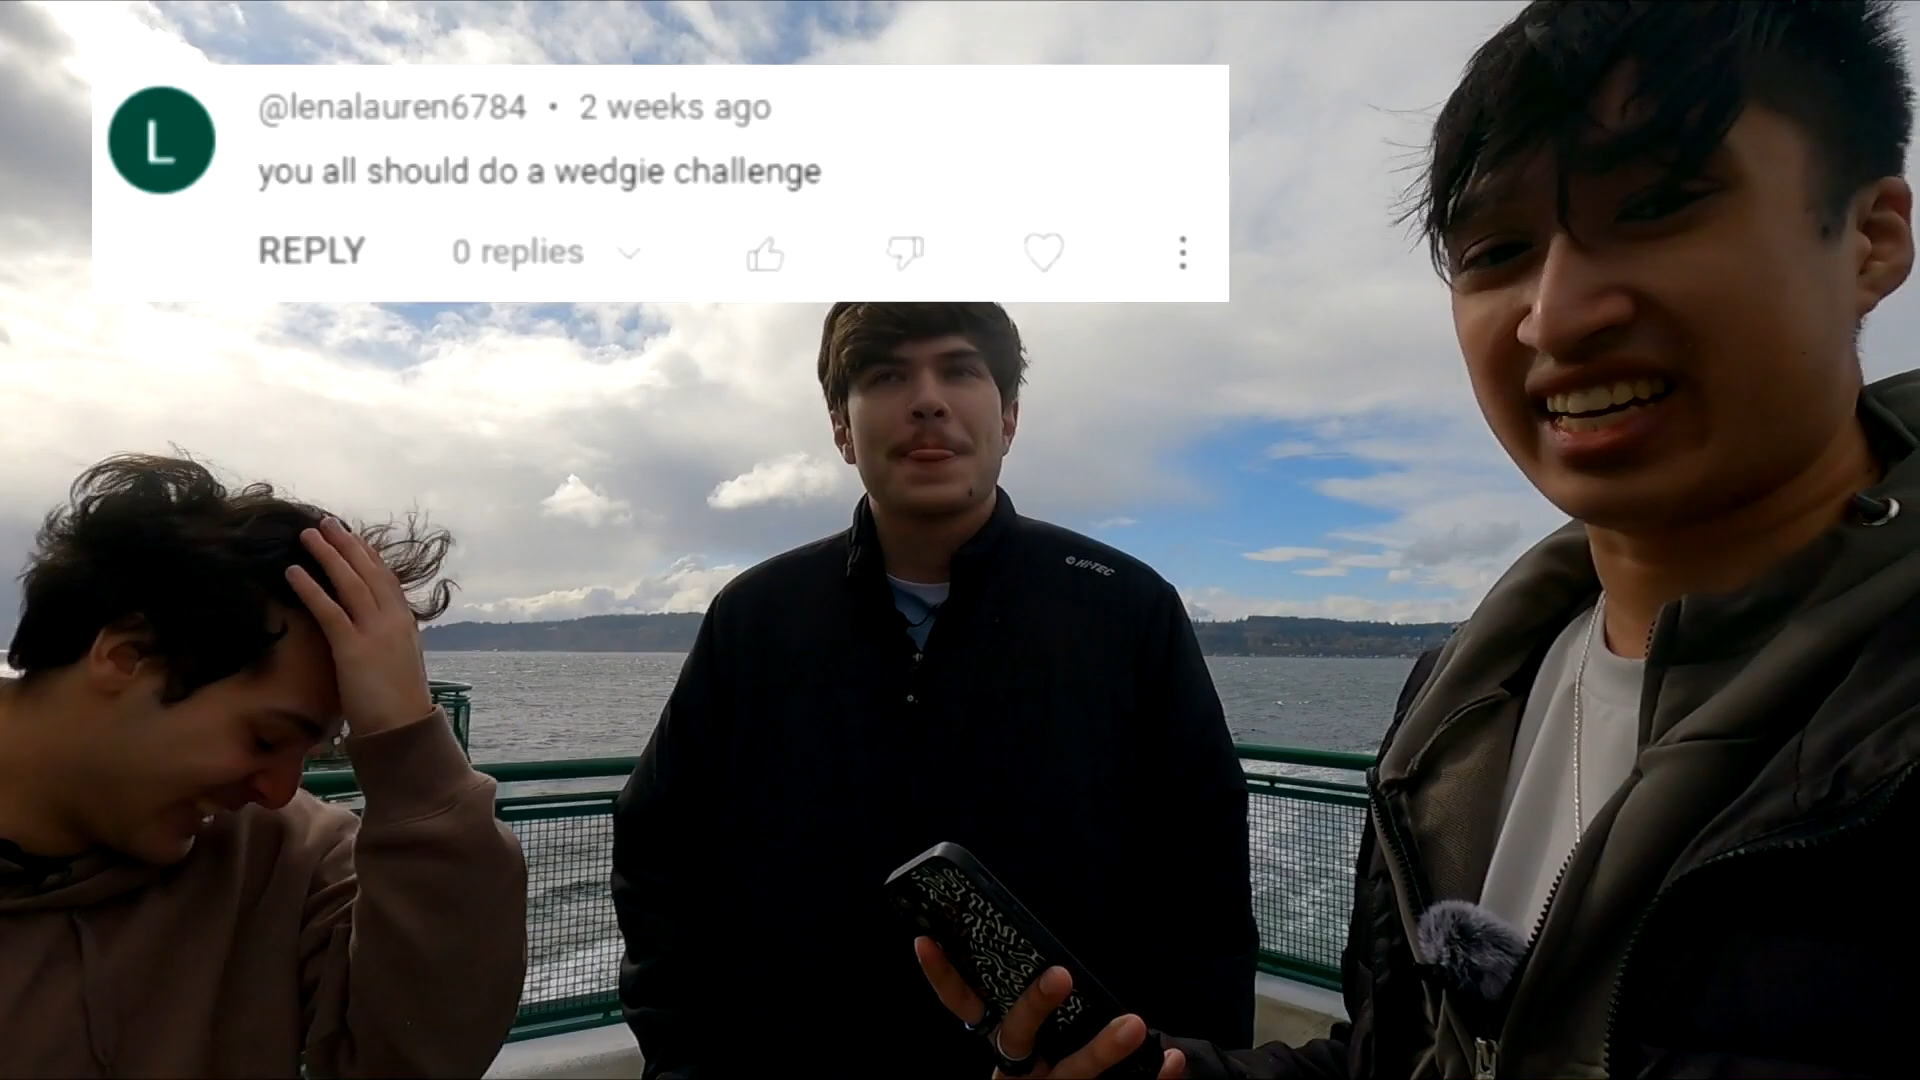 L
@lenalauren6784 • 2 weeks ago
you all should do a wedgie challenge
REPLY 0 replies
HI-TEC